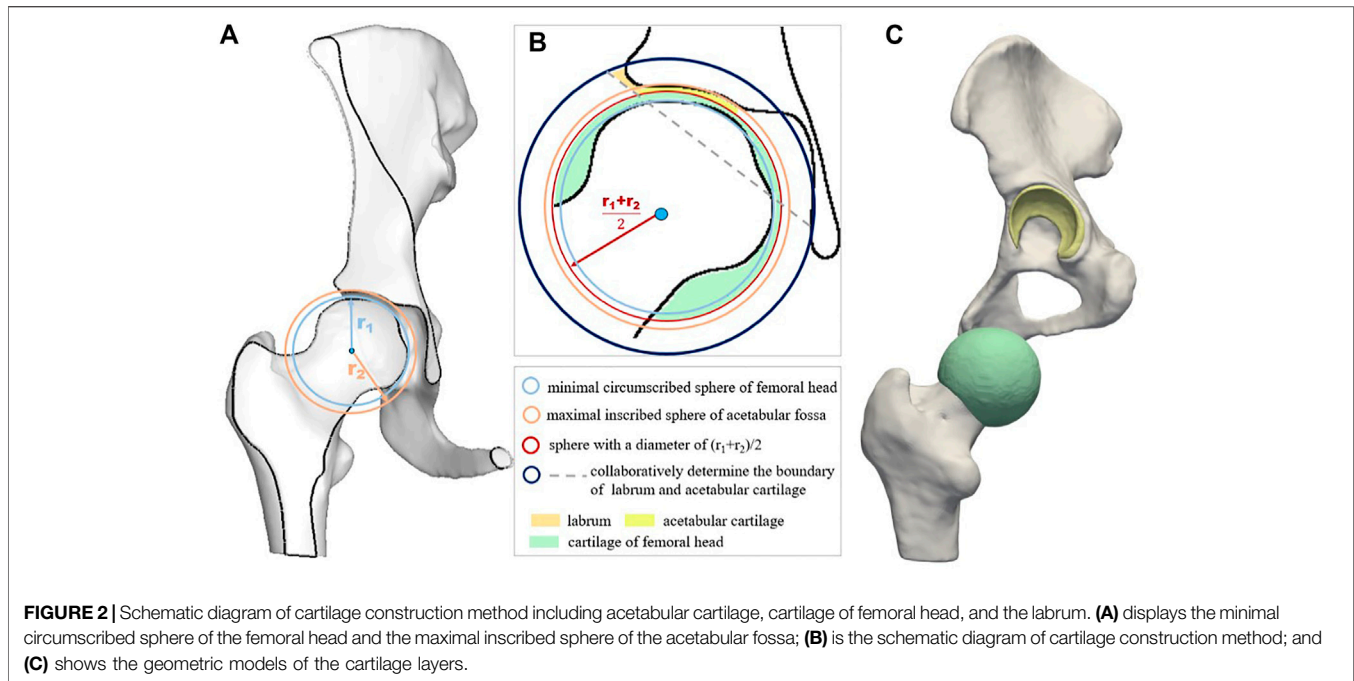 A
r₁
r₂
B
r₁+r₂
2
C
minimal circumscribed sphere of femoral head
maximal inscribed sphere of acetabular fossa
sphere with a diameter of (r₁+r₂)/2
collaboratively determine the boundary
of labrum and acetabular cartilage
labrum
acetabular cartilage
cartilage of femoral head
FIGURE 2 | Schematic diagram of cartilage construction method including acetabular cartilage, cartilage of femoral head, and the labrum. (A) displays the minimal
circumscribed sphere of the femoral head and the maximal inscribed sphere of the acetabular fossa; (B) is the schematic diagram of cartilage construction method; and
(C) shows the geometric models of the cartilage layers.